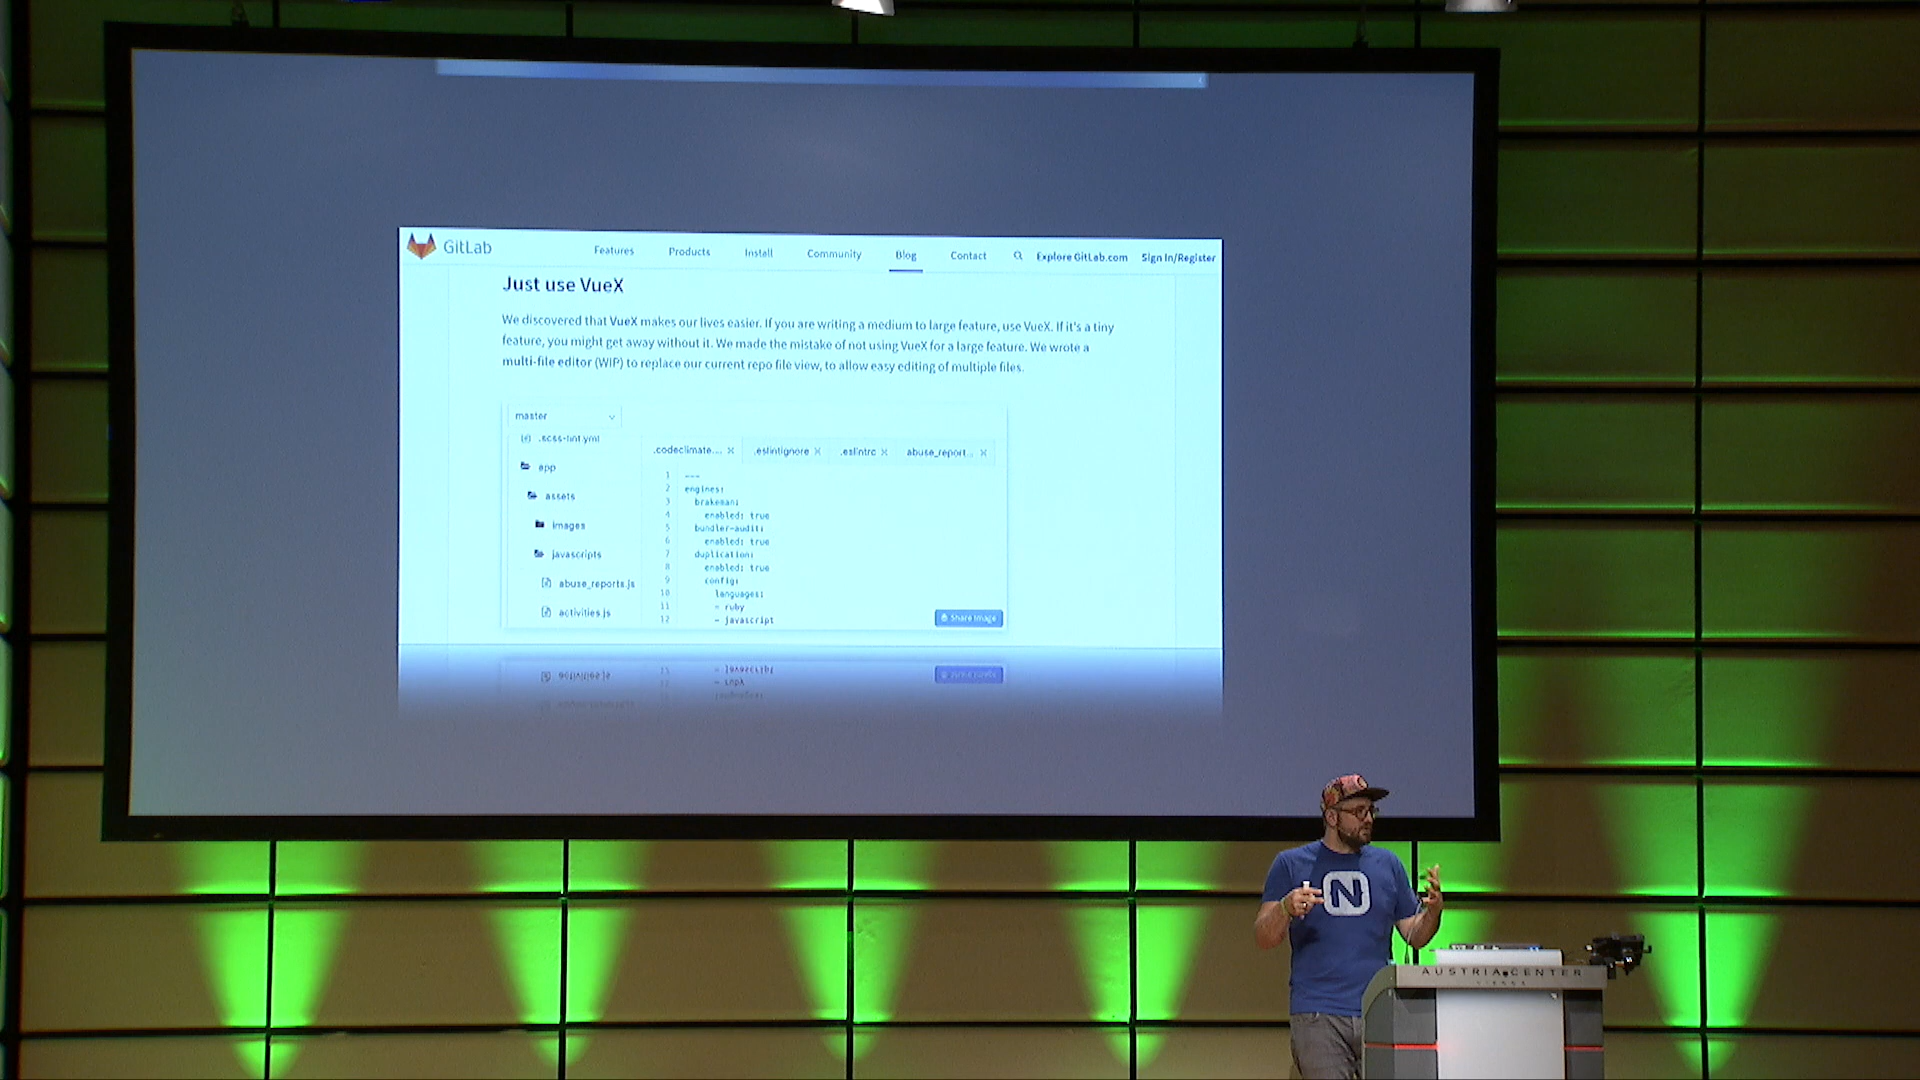 GitLab
Features Products Install Community Blog Contact Explore GitLab.com Sign In/Register
Just use VueX
We discovered that VueX makes our lives easier. If you are writing a medium to large feature, use VueX. If it's a tiny
feature, you might get away without it. We made the mistake of not using VueX for a large feature. We wrote a
multi-file editor (WIP) to replace our current repo file view, to allow easy editing of multiple files.
master
.scss-lint.yml
app
assets
images
javascripts
abuse_reports.js
activities.js
.codeclimate... .eslintignore .eslintrc abuse_report...
1 ---
2 engines:
3 brakeman:
4 enabled: true
5 bundler-audit:
6 enabled: true
7 duplication:
8 enabled: true
9 config:
10 languages:
11 - ruby
12 - javascript
Share Image
N
AUSTRIA CENTER
VIENNA